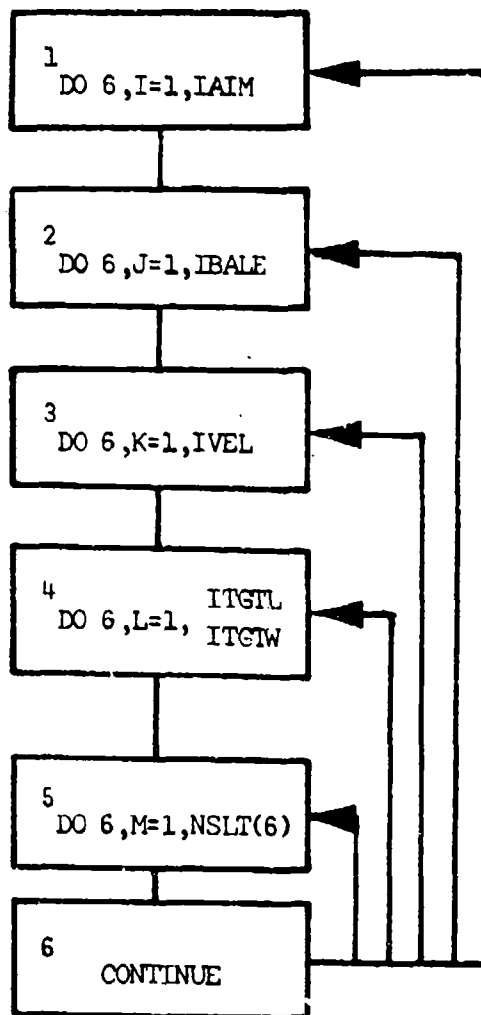 1
DO 6,I=1,IAIM
2
DO 6,J=1,IBALE
3
DO 6,K=1,IVEL
4
DO 6,L=1, ITGTL
ITGTW
5
DO 6,M=1,NSLT(6)
6
CONTINUE